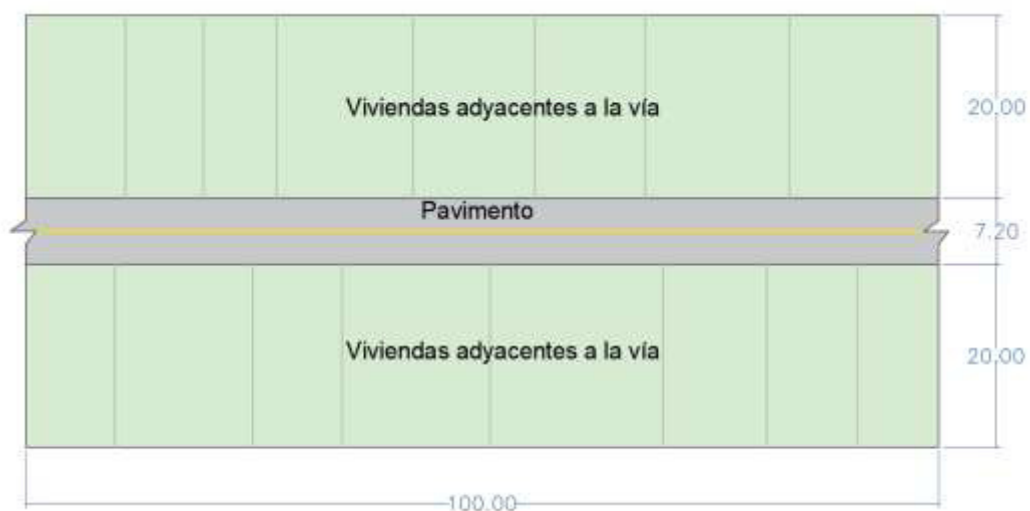 Viviendas adyacentes a la vía
20.00
Pavimento
7.20
Viviendas adyacentes a la vía
20.00
100.00